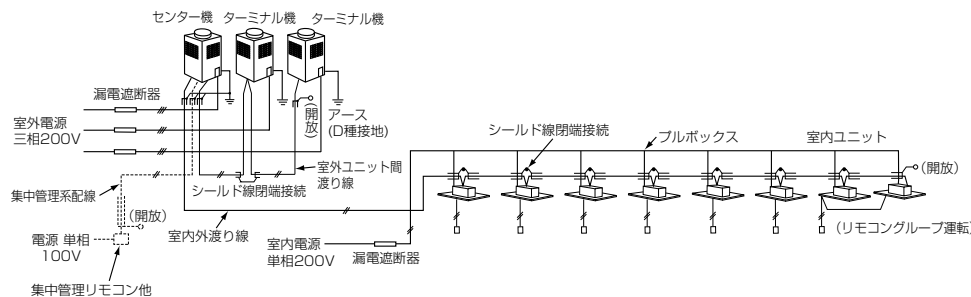 センター機
ターミナル機
ターミナル機
漏電遮断器
室外電源
三相200V
(開放)
アース
(D種接地)
シールド線閉端接続
プルボックス
室内ユニット
室外ユニット間
渡り線
シールド線閉端接続
(開放)
集中管理系配線
(開放)
電源 単相
100V
室内外渡り線
室内電源
単相200V
漏電遮断器
(リモコングループ運転)
集中管理リモコン他